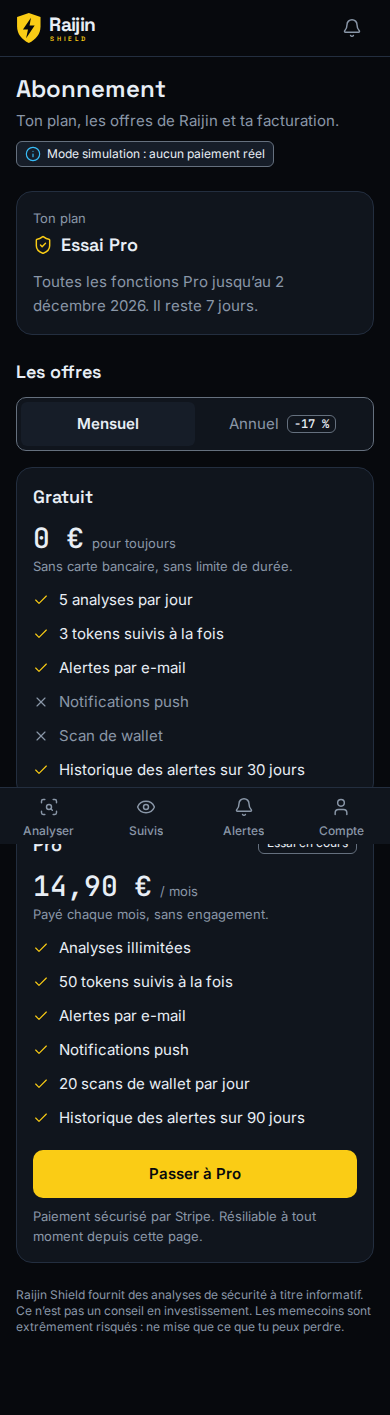 Raijin
SHIELD
Abonnement
Ton plan, les offres de Raijin et ta facturation.
Mode simulation : aucun paiement réel
Ton plan
Essai Pro
Toutes les fonctions Pro jusqu’au 2
décembre 2026. Il reste 7 jours.
Les offres
Mensuel
Annuel -17 %
Gratuit
0 € pour toujours
Sans carte bancaire, sans limite de durée.
5 analyses par jour
3 tokens suivis à la fois
Alertes par e-mail
Notifications push
Scan de wallet
Historique des alertes sur 30 jours
Analyser
Suivis
Alertes
Compte
Pro
Essai en cours
14,90 € / mois
Payé chaque mois, sans engagement.
Analyses illimitées
50 tokens suivis à la fois
Alertes par e-mail
Notifications push
20 scans de wallet par jour
Historique des alertes sur 90 jours
Passer à Pro
Paiement sécurisé par Stripe. Résiliable à tout
moment depuis cette page.
Raijin Shield fournit des analyses de sécurité à titre informatif.
Ce n’est pas un conseil en investissement. Les memecoins sont
extrêmement risqués : ne mise que ce que tu peux perdre.